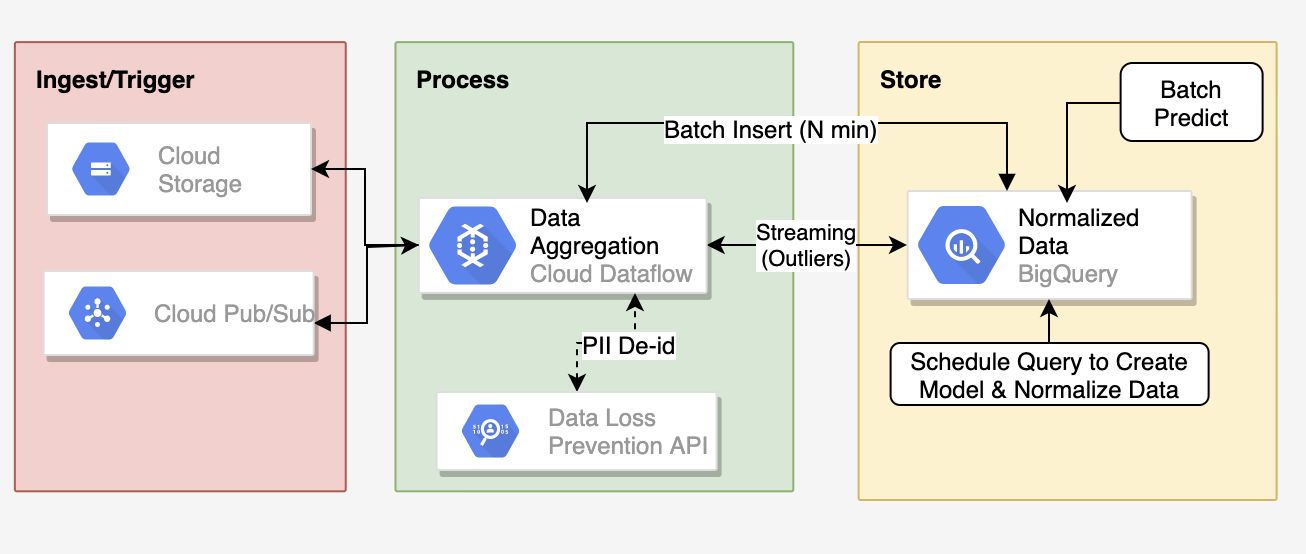 Ingest/Trigger
Cloud
Storage
Cloud Pub/Sub
Process
Batch Insert (N min)
Data
Aggregation
Cloud Dataflow
Streaming
(Outliers)
PII De-id
Data Loss
Prevention API
Store
Batch
Predict
Normalized
Data
BigQuery
Schedule Query to Create
Model & Normalize Data